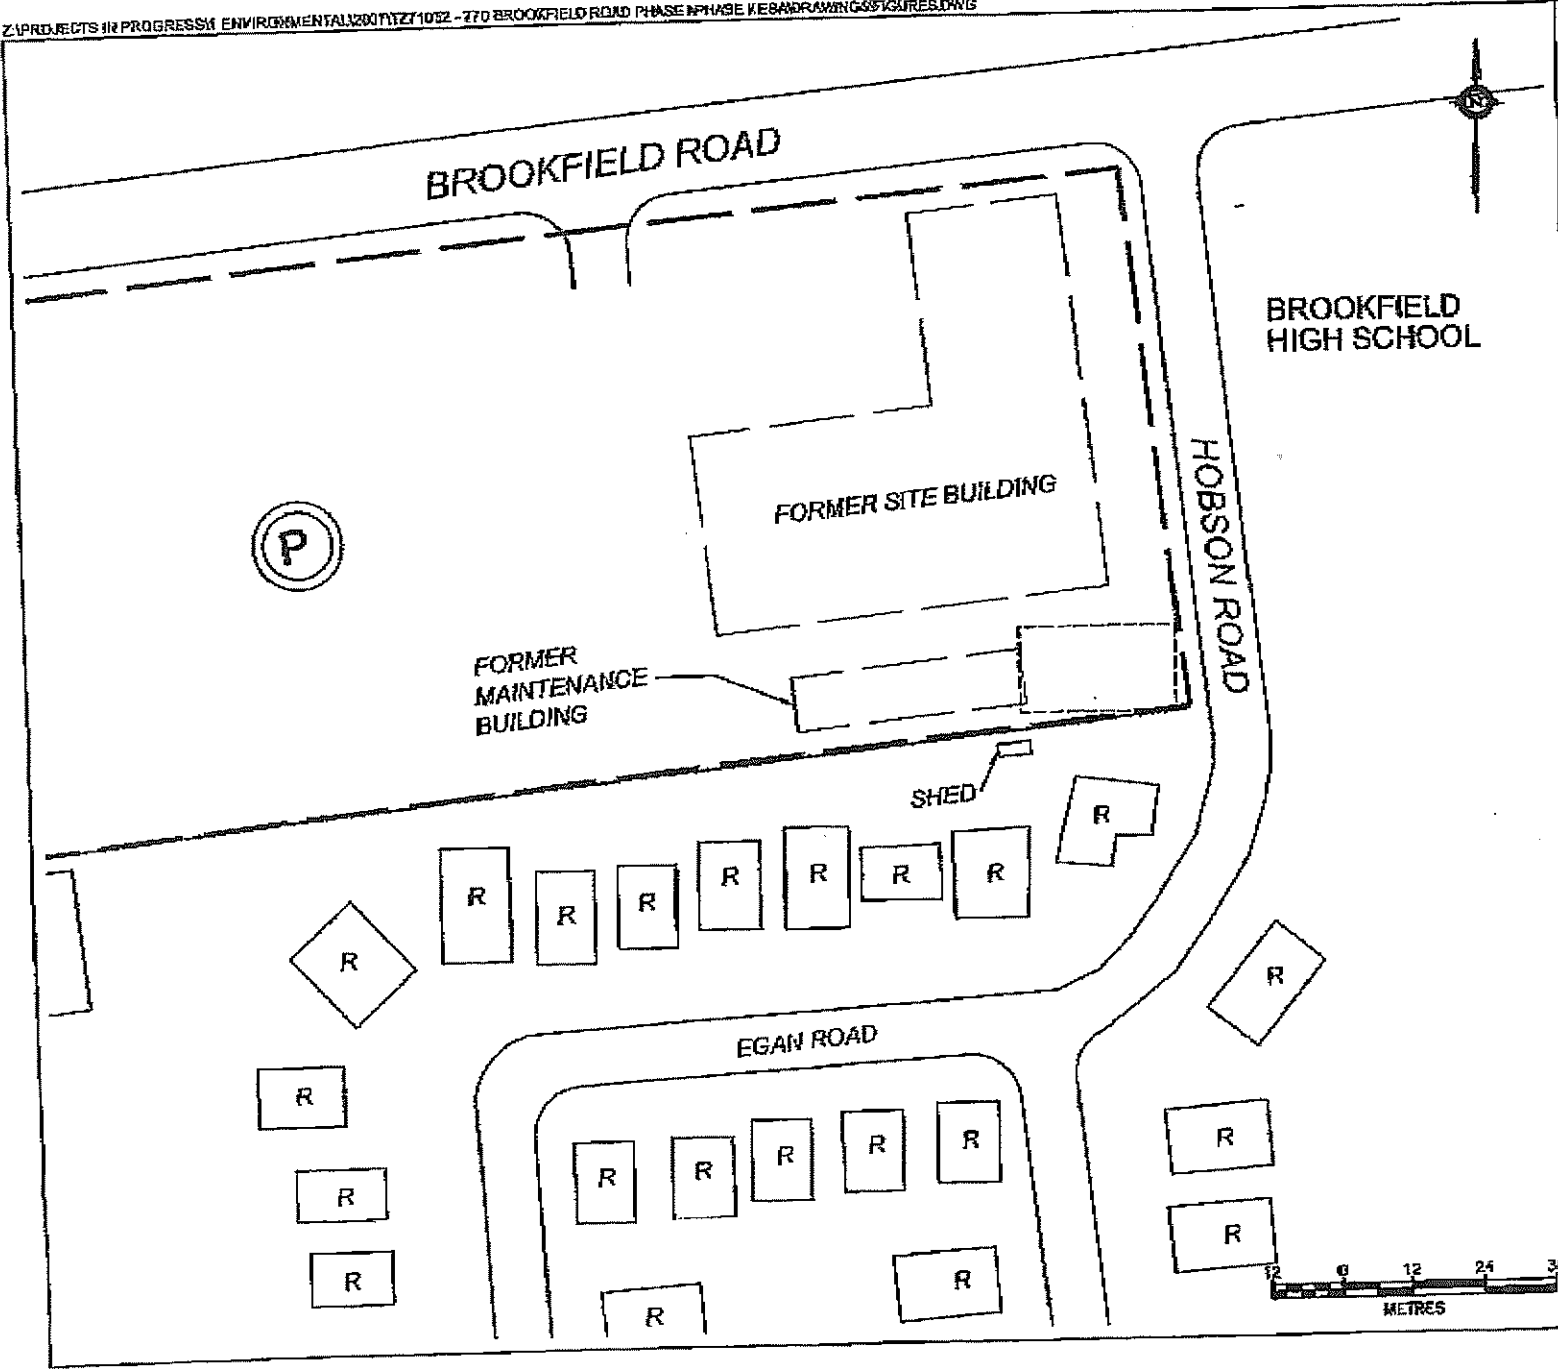 BROOKFIELD ROAD
N
BROOKFIELD
HIGH SCHOOL
HOBSON ROAD
FORMER SITE BUILDING
P
FORMER
MAINTENANCE
BUILDING
SHED
R
R R R R R R R
R
R
EGAN ROAD
R
R R R R R
R
R
R
R
R
R
12 0 12 24
METRES